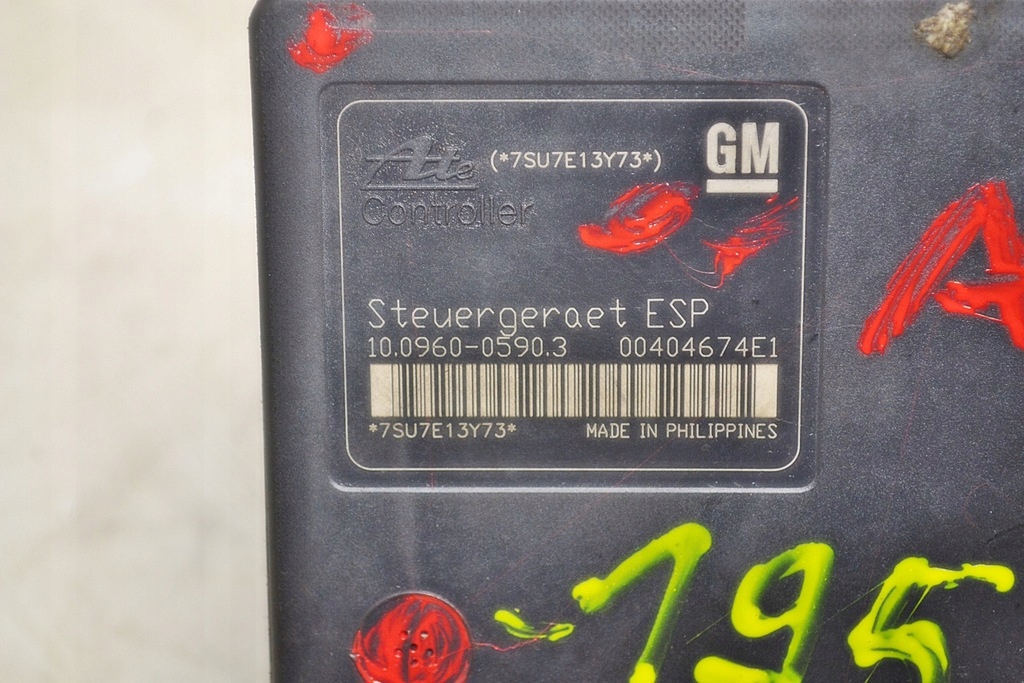 Ate (*7SU7E13Y73*) GM
Controller
A
Steuergeraet ESP
10.0960-0590.3 00404674E1
*7SU7E13Y73* MADE IN PHILIPPINES
195